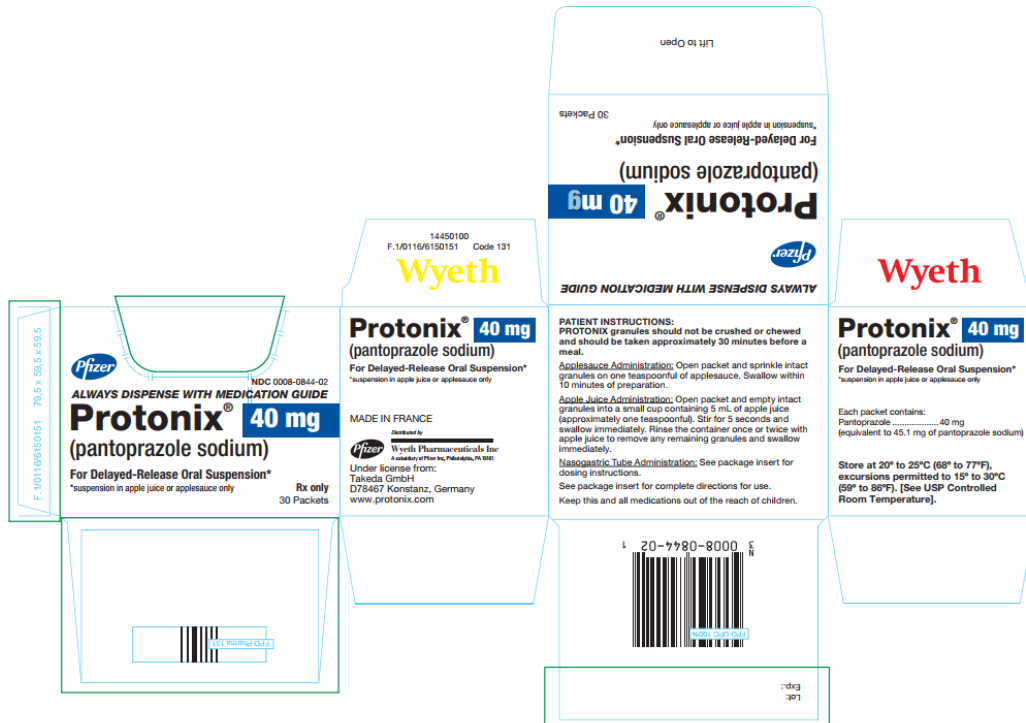 Lift to Open
30 Packets
*suspension in apple juice or applesauce only
For Delayed-Release Oral Suspension*
(pantoprazole sodium)
Protonix® 40 mg
Pfizer
ALWAYS DISPENSE WITH MEDICATION GUIDE
14450100
F.1/0116/6150151 Code 131
Wyeth
Wyeth
F.1/0116/6150151 79,5 x 59,5 x 59,5
Pfizer
NDC 0008-0844-02
ALWAYS DISPENSE WITH MEDICATION GUIDE
Protonix® 40 mg
(pantoprazole sodium)
For Delayed-Release Oral Suspension*
*suspension in apple juice or applesauce only
Rx only
30 Packets
Protonix® 40 mg
(pantoprazole sodium)
For Delayed-Release Oral Suspension*
*suspension in apple juice or applesauce only
MADE IN FRANCE
Distributed by
Pfizer
Wyeth Pharmaceuticals Inc
A subsidiary of Pfizer Inc, Philadelphia, PA 19101
Under license from:
Takeda GmbH
D78467 Konstanz, Germany
www.protonix.com
PATIENT INSTRUCTIONS:
PROTONIX granules should not be crushed or chewed
and should be taken approximately 30 minutes before a
meal.
Applesauce Administration: Open packet and sprinkle intact
granules on one teaspoonful of applesauce. Swallow within
10 minutes of preparation.
Apple Juice Administration: Open packet and empty intact
granules into a small cup containing 5 mL of apple juice
(approximately one teaspoonful). Stir for 5 seconds and
swallow immediately. Rinse the container once or twice with
apple juice to remove any remaining granules and swallow
immediately.
Nasogastric Tube Administration: See package insert for
dosing instructions.
See package insert for complete directions for use.
Keep this and all medications out of the reach of children.
Protonix® 40 mg
(pantoprazole sodium)
For Delayed-Release Oral Suspension*
*suspension in apple juice or applesauce only
Each packet contains:
Pantoprazole ................... 40 mg
(equivalent to 45.1 mg of pantoprazole sodium)
Store at 20º to 25ºC (68º to 77ºF),
excursions permitted to 15º to 30ºC
(59º to 86ºF). [See USP Controlled
Room Temperature].
FPO Pharma 131
N
3 0008-0844-02 1
FPO UPC 100%
Lot:
Exp.: